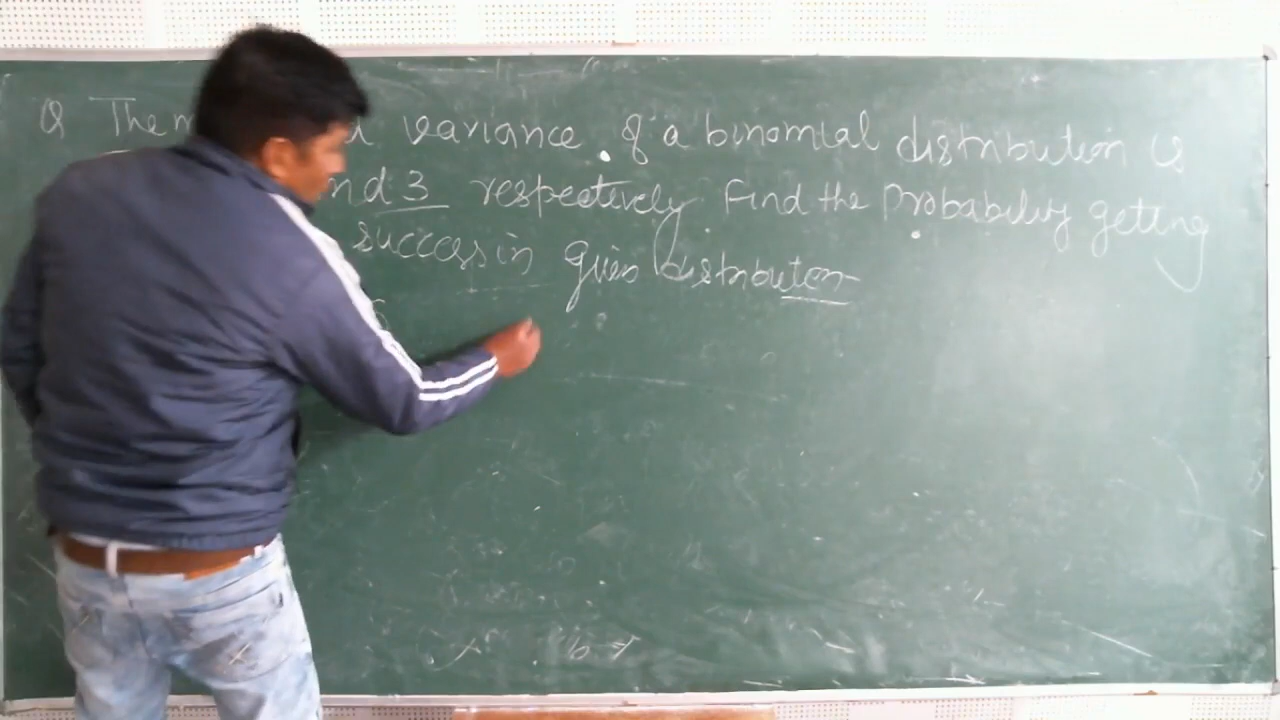 Q The variance of a binomial distribution is
nd 3 respectively Find the Probability getting
success in given distribution